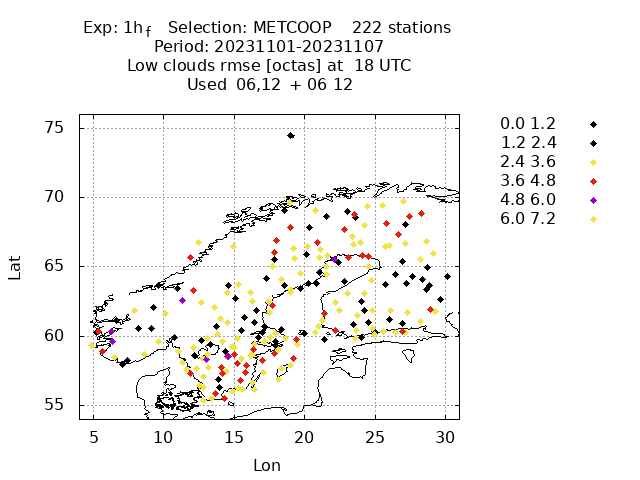 Exp: 1h f Selection: METCOOP 222 stations
Period: 20231101-20231107
Low clouds rmse [octas] at 18 UTC
Used 06,12 + 06 12
75
70
65
60
55
5 10 15 20 25 30
Lat
Lon
0.0 1.2
1.2 2.4
2.4 3.6
3.6 4.8
4.8 6.0
6.0 7.2